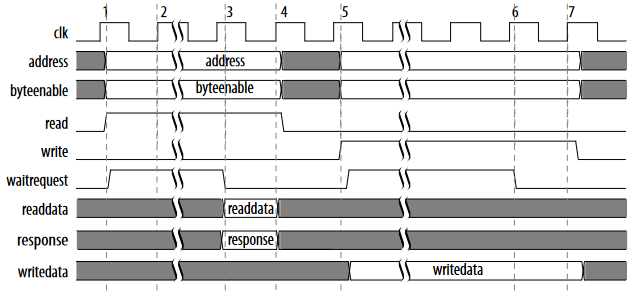 1 2 3 4 5 6 7
clk
address address
byteenable byteenable
read
write
waitrequest
readdata readdata
response response
writedata writedata